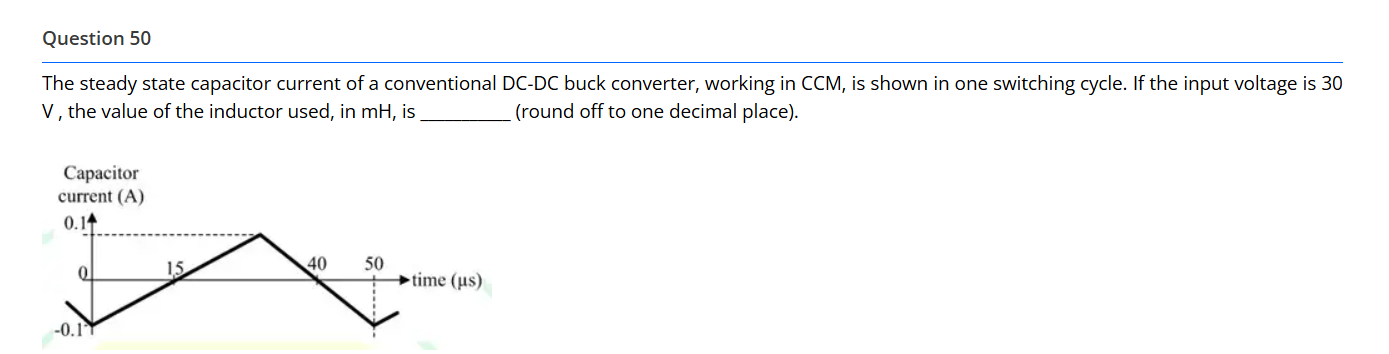 Question 50
The steady state capacitor current of a conventional DC-DC buck converter, working in CCM, is shown in one switching cycle. If the input voltage is 30
V , the value of the inductor used, in mH, is __________ (round off to one decimal place).
Capacitor
current (A)
0.1
15
40
50
0
time (μs)
-0.1